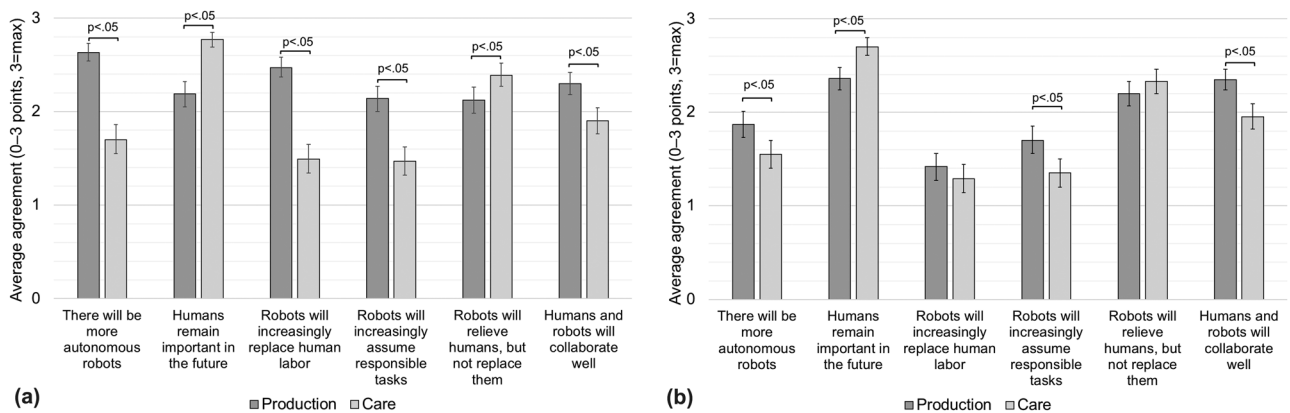 Average agreement (0–3 points, 3=max)
3
2
1
0
p<.05
p<.05
p<.05
p<.05
p<.05
p<.05
There will be
more
autonomous
robots
Humans
remain
important in
the future
Robots will
increasingly
replace human
labor
Robots will
increasingly
assume
responsible
tasks
Robots will
relieve
humans, but
not replace
them
Humans and
robots will
collaborate
well
(a)
Production Care
Average agreement (0–3 points, 3=max)
3
2
1
0
p<.05
p<.05
p<.05
p<.05
There will be
more
autonomous
robots
Humans
remain
important in
the future
Robots will
increasingly
replace human
labor
Robots will
increasingly
assume
responsible
tasks
Robots will
relieve
humans, but
not replace
them
Humans and
robots will
collaborate
well
(b)
Production Care